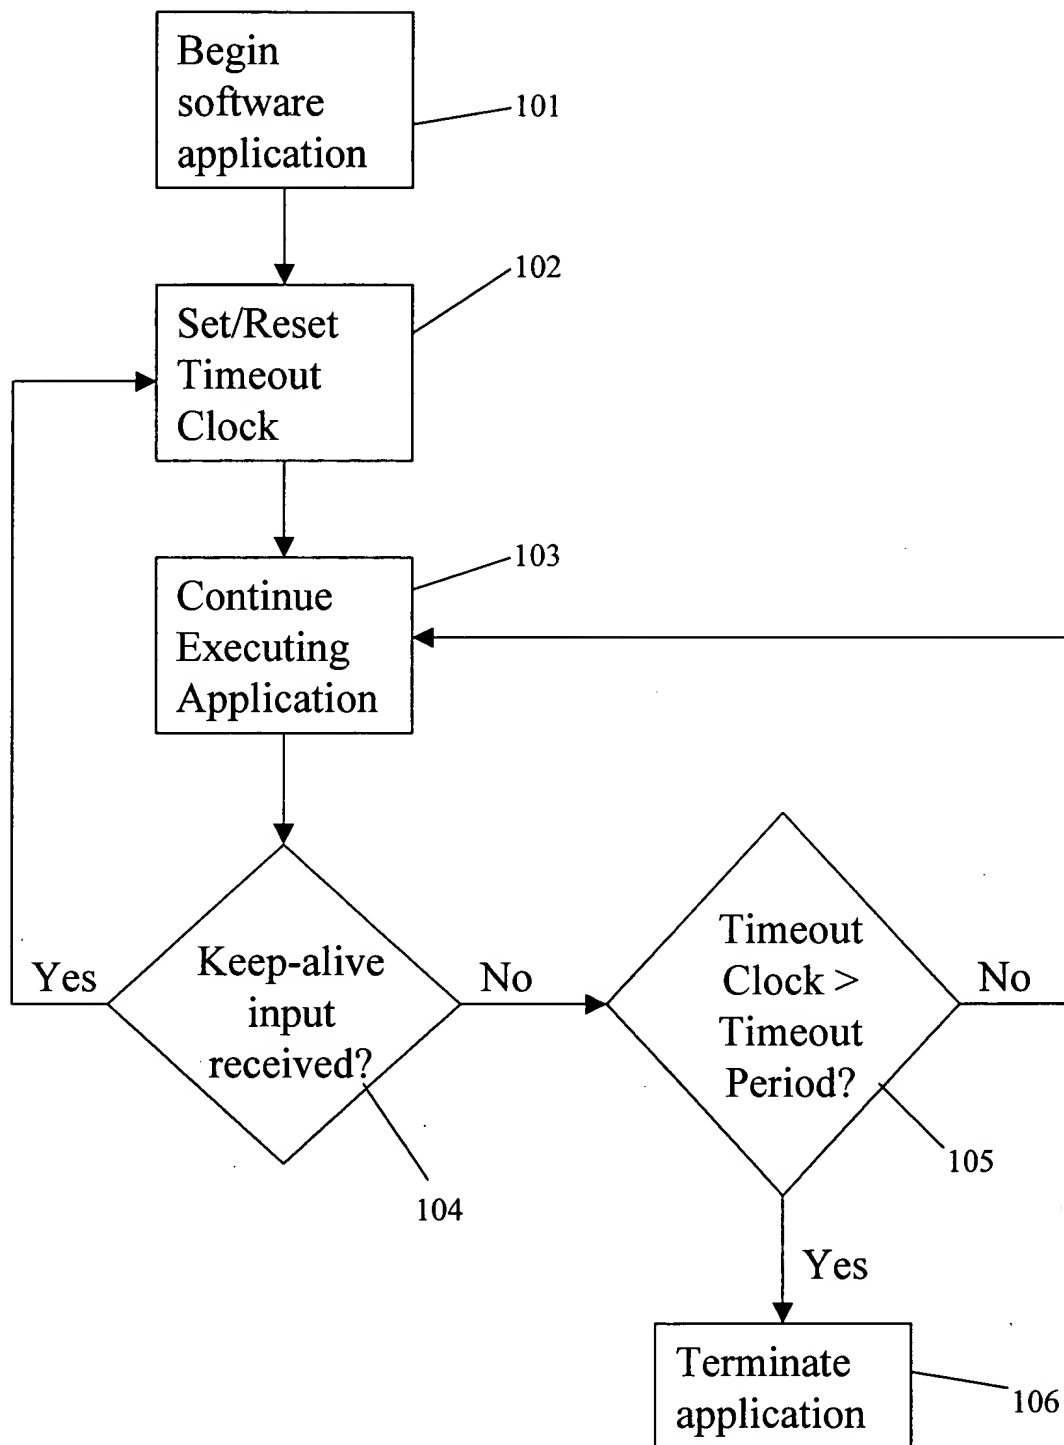 Begin
software
application
101
102
Set/Reset
Timeout
Clock
103
Continue
Executing
Application
Yes
Keep-alive
input
received?
No
Timeout
Clock >
Timeout
Period?
No
104
105
Yes
Terminate
application
106